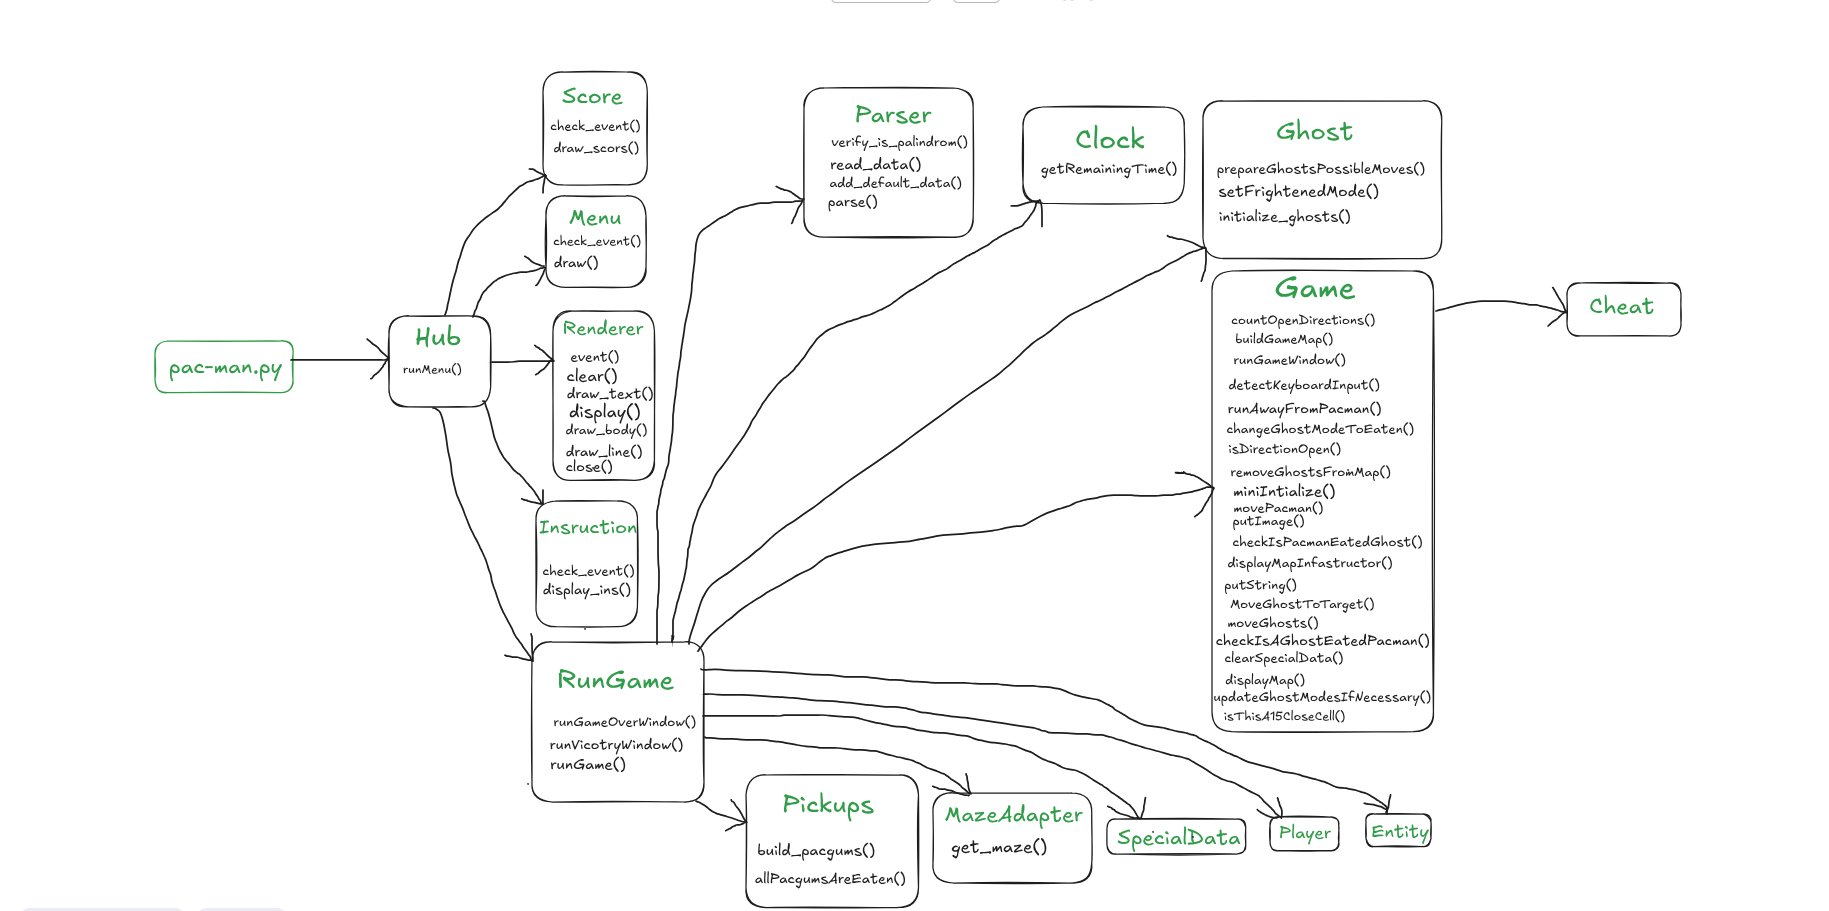 pac-man.py
Hub
runMenu()
Score
check_event()
draw_scors()
Menu
check_event()
draw()
Renderer
event()
clear()
draw_text()
display()
draw_body()
draw_line()
close()
Insruction
check_event()
display_ins()
RunGame
runGameOverWindow()
runVicotryWindow()
runGame()
Parser
verify_is_palindrom()
read_data()
add_default_data()
parse()
Clock
getRemainingTime()
Ghost
prepareGhostsPossibleMoves()
setFrightenedMode()
initialize_ghosts()
Game
countOpenDirections()
buildGameMap()
runGameWindow()
detectKeyboardInput()
runAwayFromPacman()
changeGhostModeToEaten()
isDirectionOpen()
removeGhostsFromMap()
miniIntialize()
movePacman()
putImage()
checkIsPacmanEatedGhost()
displayMapInfastructor()
putString()
MoveGhostToTarget()
moveGhosts()
checkIsAGhostEatedPacman()
clearSpecialData()
displayMap()
updateGhostModesIfNecessary()
isThisA15CloseCell()
Cheat
Pickups
build_pacgums()
allPacgumsAreEaten()
MazeAdapter
get_maze()
SpecialData
Player
Entity